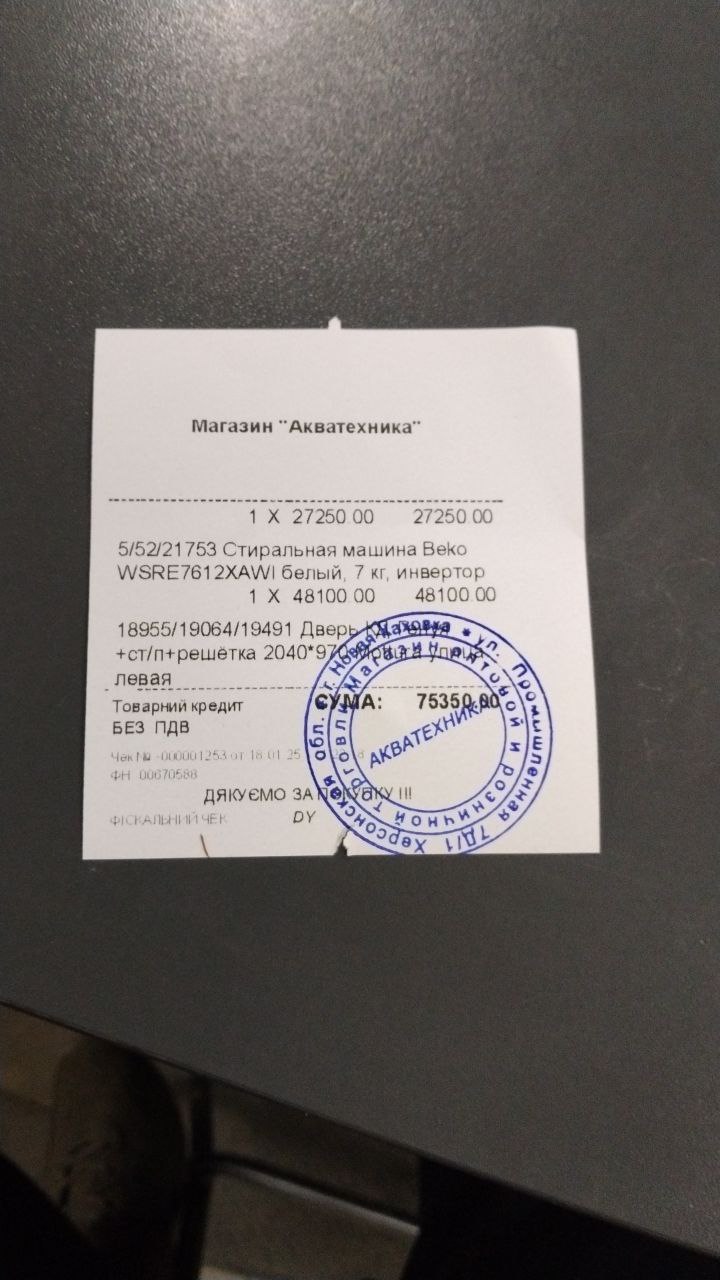 Магазин "Акватехника"
1 X 27250.00 27250.00
5/52/21753 Стиральная машина Beko
WSRE7612XAWI белый, 7 кг, инвертор
1 X 48100.00 48100.00
18955/19064/19491 Дверь
+ст/п+решётка 2040*970 улица
левая
Товарний кредит СУМА: 75350.00
БЕЗ ПДВ
Чек № -000001253 от 18.01.25
ФН 00670588
ДЯКУЄМО ЗА ПОКУПКУ !!!
ФІСКАЛЬНИЙ ЧЕК DY
Херсонская обл. г. Новая Каховка * ул. Промышленная 7Д/1
Магазин оптовой и розничной торговли
АКВАТЕХНИКА